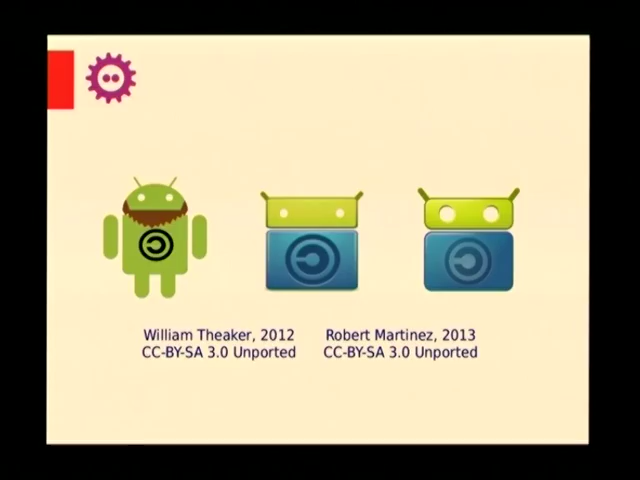 William Theaker, 2012
CC-BY-SA 3.0 Unported
Robert Martinez, 2013
CC-BY-SA 3.0 Unported